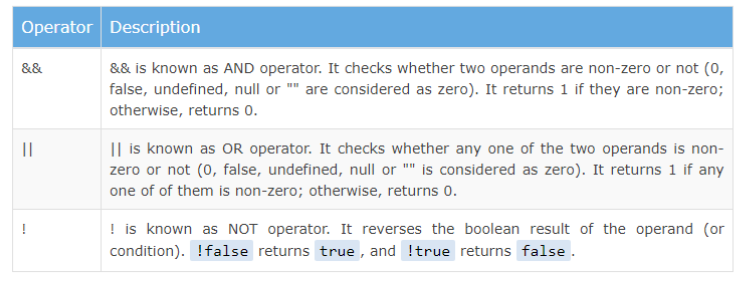 Operator Description
&& && is known as AND operator. It checks whether two operands are non-zero or not (0,
false, undefined, null or "" are considered as zero). It returns 1 if they are non-zero;
otherwise, returns 0.
|| || is known as OR operator. It checks whether any one of the two operands is non-
zero or not (0, false, undefined, null or "" is considered as zero). It returns 1 if any
one of of them is non-zero; otherwise, returns 0.
! ! is known as NOT operator. It reverses the boolean result of the operand (or
condition). !false returns true, and !true returns false.